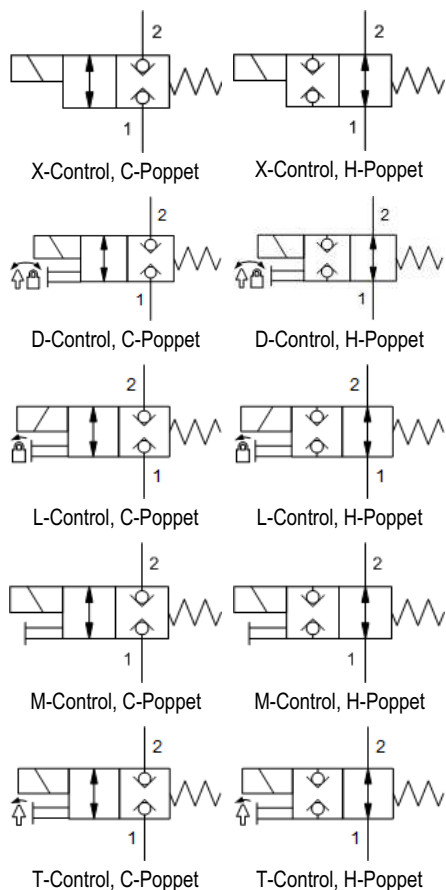 2 2
1 1
X-Control, C-Poppet X-Control, H-Poppet
2 2
1 1
D-Control, C-Poppet D-Control, H-Poppet
2 2
1 1
L-Control, C-Poppet L-Control, H-Poppet
2 2
1 1
M-Control, C-Poppet M-Control, H-Poppet
2 2
1 1
T-Control, C-Poppet T-Control, H-Poppet